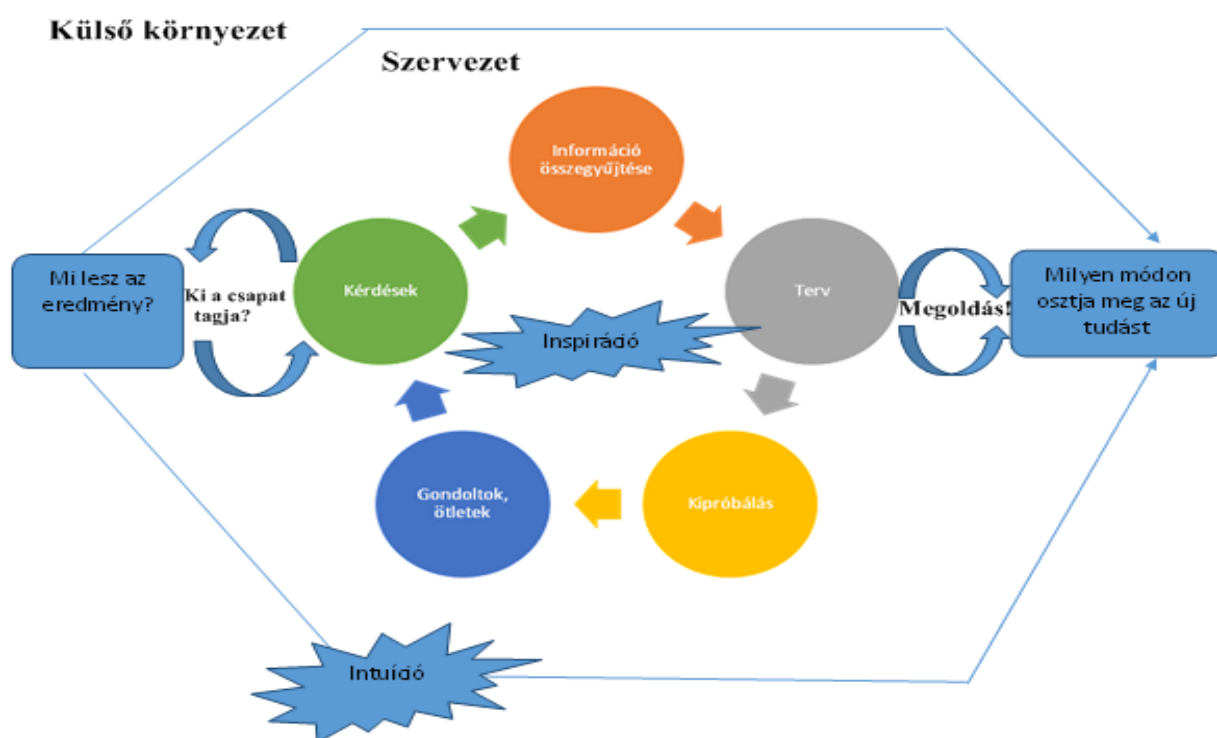 Külső környezet
Szervezet
Információ
összegyűjtése
Mi lesz az
eredmény?
Ki a csapat
tagja?
Kérdések
Terv
Megoldás!
Milyen módon
osztja meg az új
tudást
Inspiráció
Gondoltok,
ötletek
Kipróbálás
Intuíció